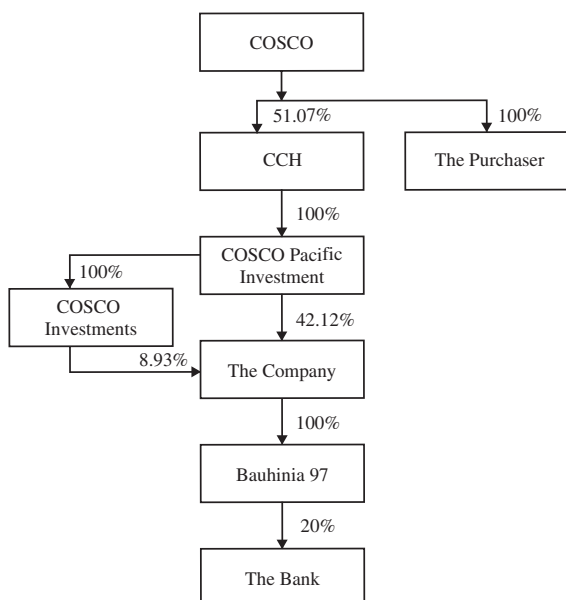 COSCO
51.07%
100%
CCH
The Purchaser
100%
COSCO Pacific
Investment
100%
COSCO
Investments
42.12%
8.93%
The Company
100%
Bauhinia 97
20%
The Bank